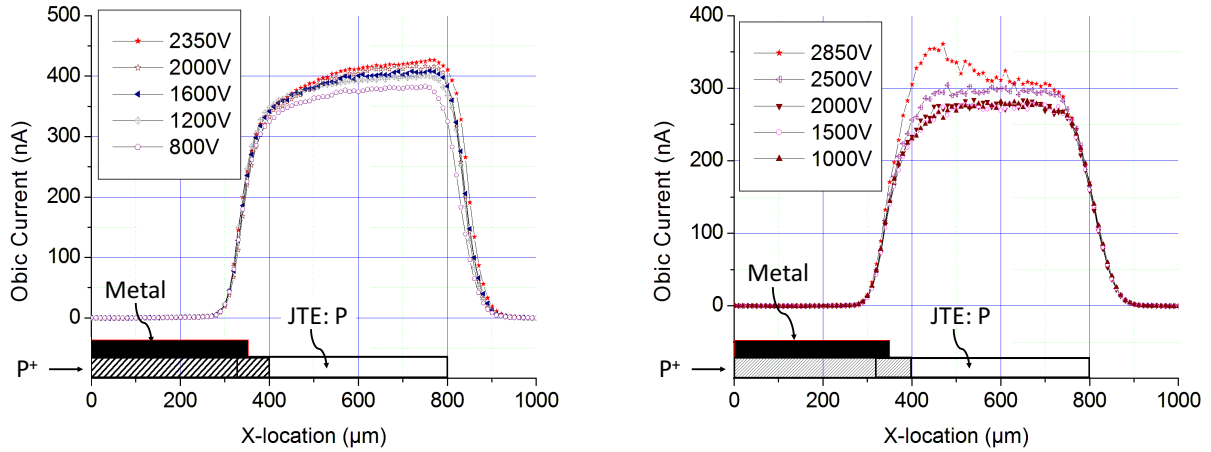 500
400
300
200
100
0
Obic Current (nA)
2350V
2000V
1600V
1200V
800V
Metal
JTE: P
P+
0 200 400 600 800 1000
X-location (µm)
400
300
200
100
0
Obic Current (nA)
2850V
2500V
2000V
1500V
1000V
Metal
JTE: P
P+
0 200 400 600 800 1000
X-location (µm)